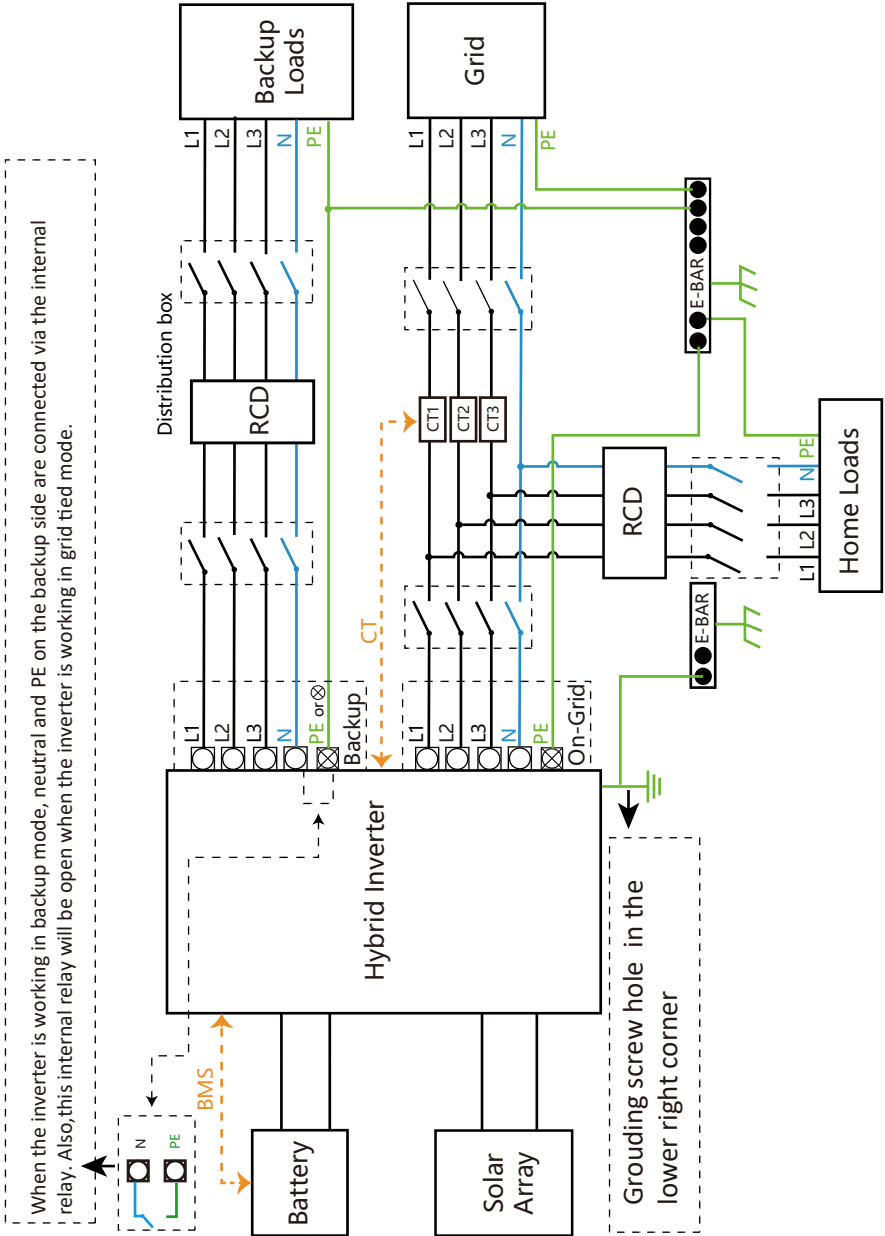 When the inverter is working in backup mode, neutral and PE on the backup side are connected via the internal
relay. Also,this internal relay will be open when the inverter is working in grid tied mode.
N
PE
BMS
Battery
Solar
Array
Hybrid Inverter
Grouding screw hole in the
lower right corner
L1
L2
L3
N
PE or
Backup
CT
L1
L2
L3
N
PE
On-Grid
Distribution box
RCD
L1
L2
L3
N
PE
Backup
Loads
CT1
CT2
CT3
L1
L2
L3
N
PE
Grid
RCD
L1
L2
L3
N
PE
Home Loads
E-BAR
E-BAR